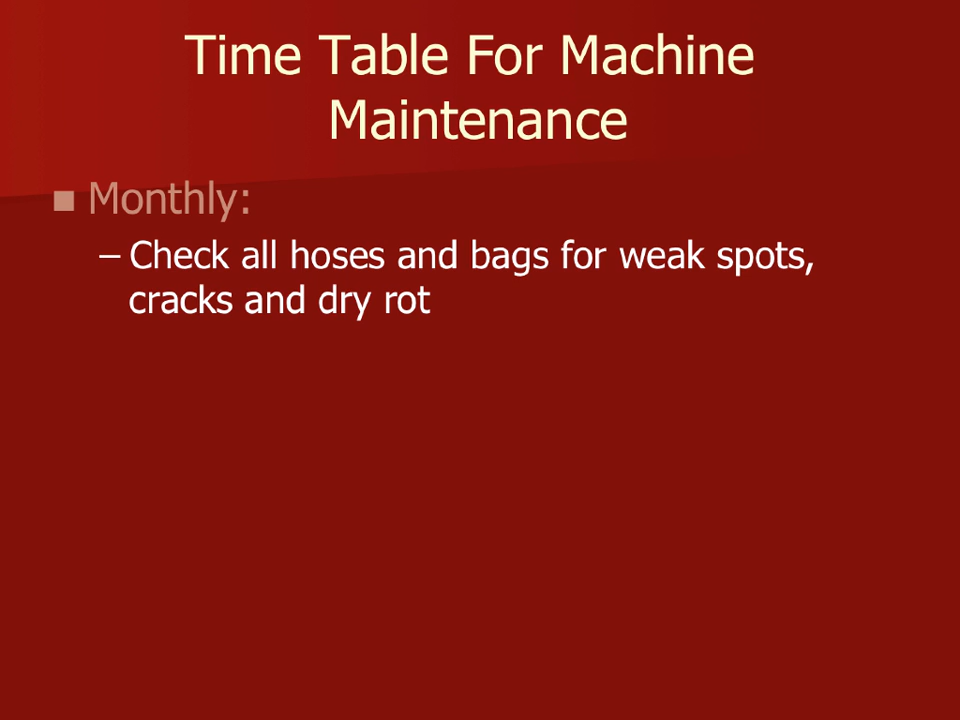 Time Table For Machine
Maintenance
■ Monthly:
– Check all hoses and bags for weak spots,
cracks and dry rot